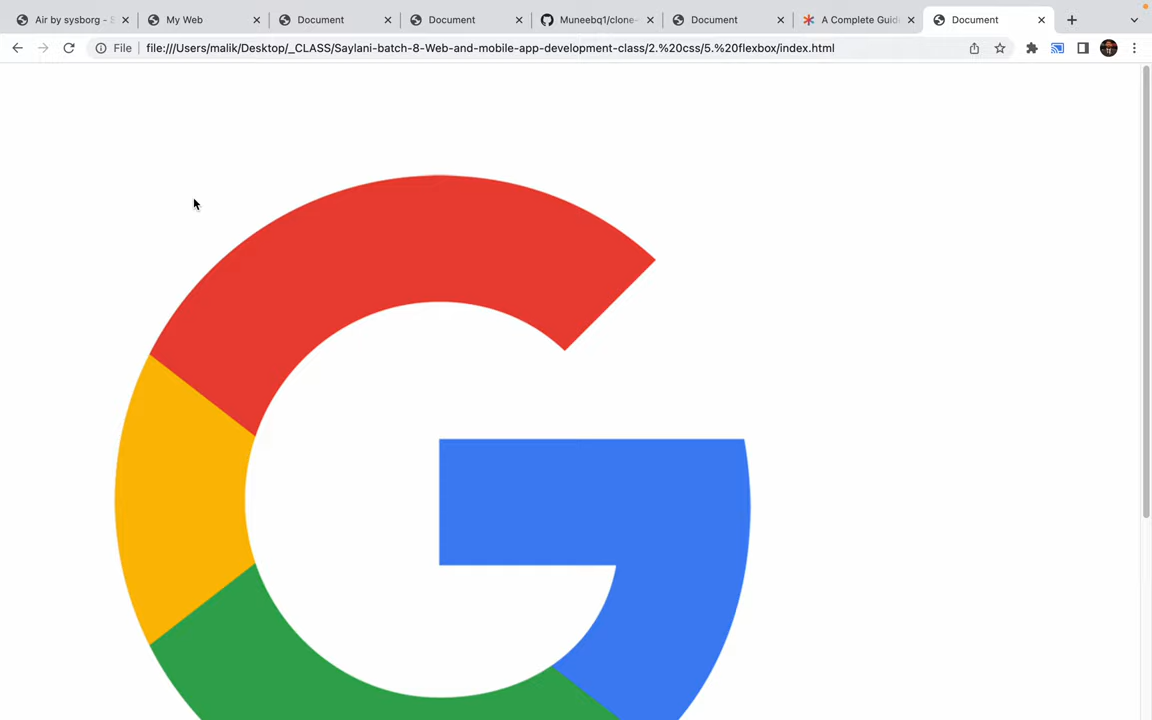 Air by sysborg - S
My Web
Document
Document
Muneebq1/clone-
Document
A Complete Guid
Document
File
file:///Users/malik/Desktop/_CLASS/Saylani-batch-8-Web-and-mobile-app-development-class/2.%20css/5.%20flexbox/index.html